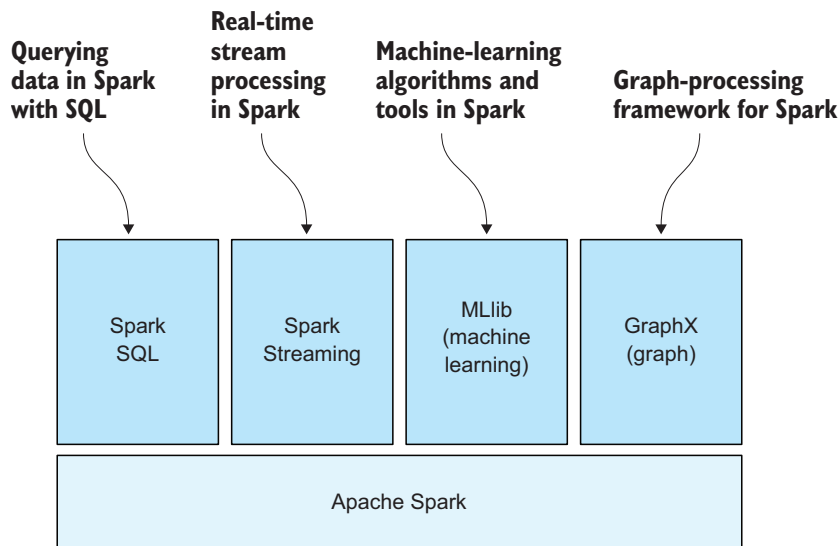 Querying
data in Spark
with SQL
Real-time
stream
processing
in Spark
Machine-learning
algorithms and
tools in Spark
Graph-processing
framework for Spark
Spark
SQL
Spark
Streaming
MLlib
(machine
learning)
GraphX
(graph)
Apache Spark